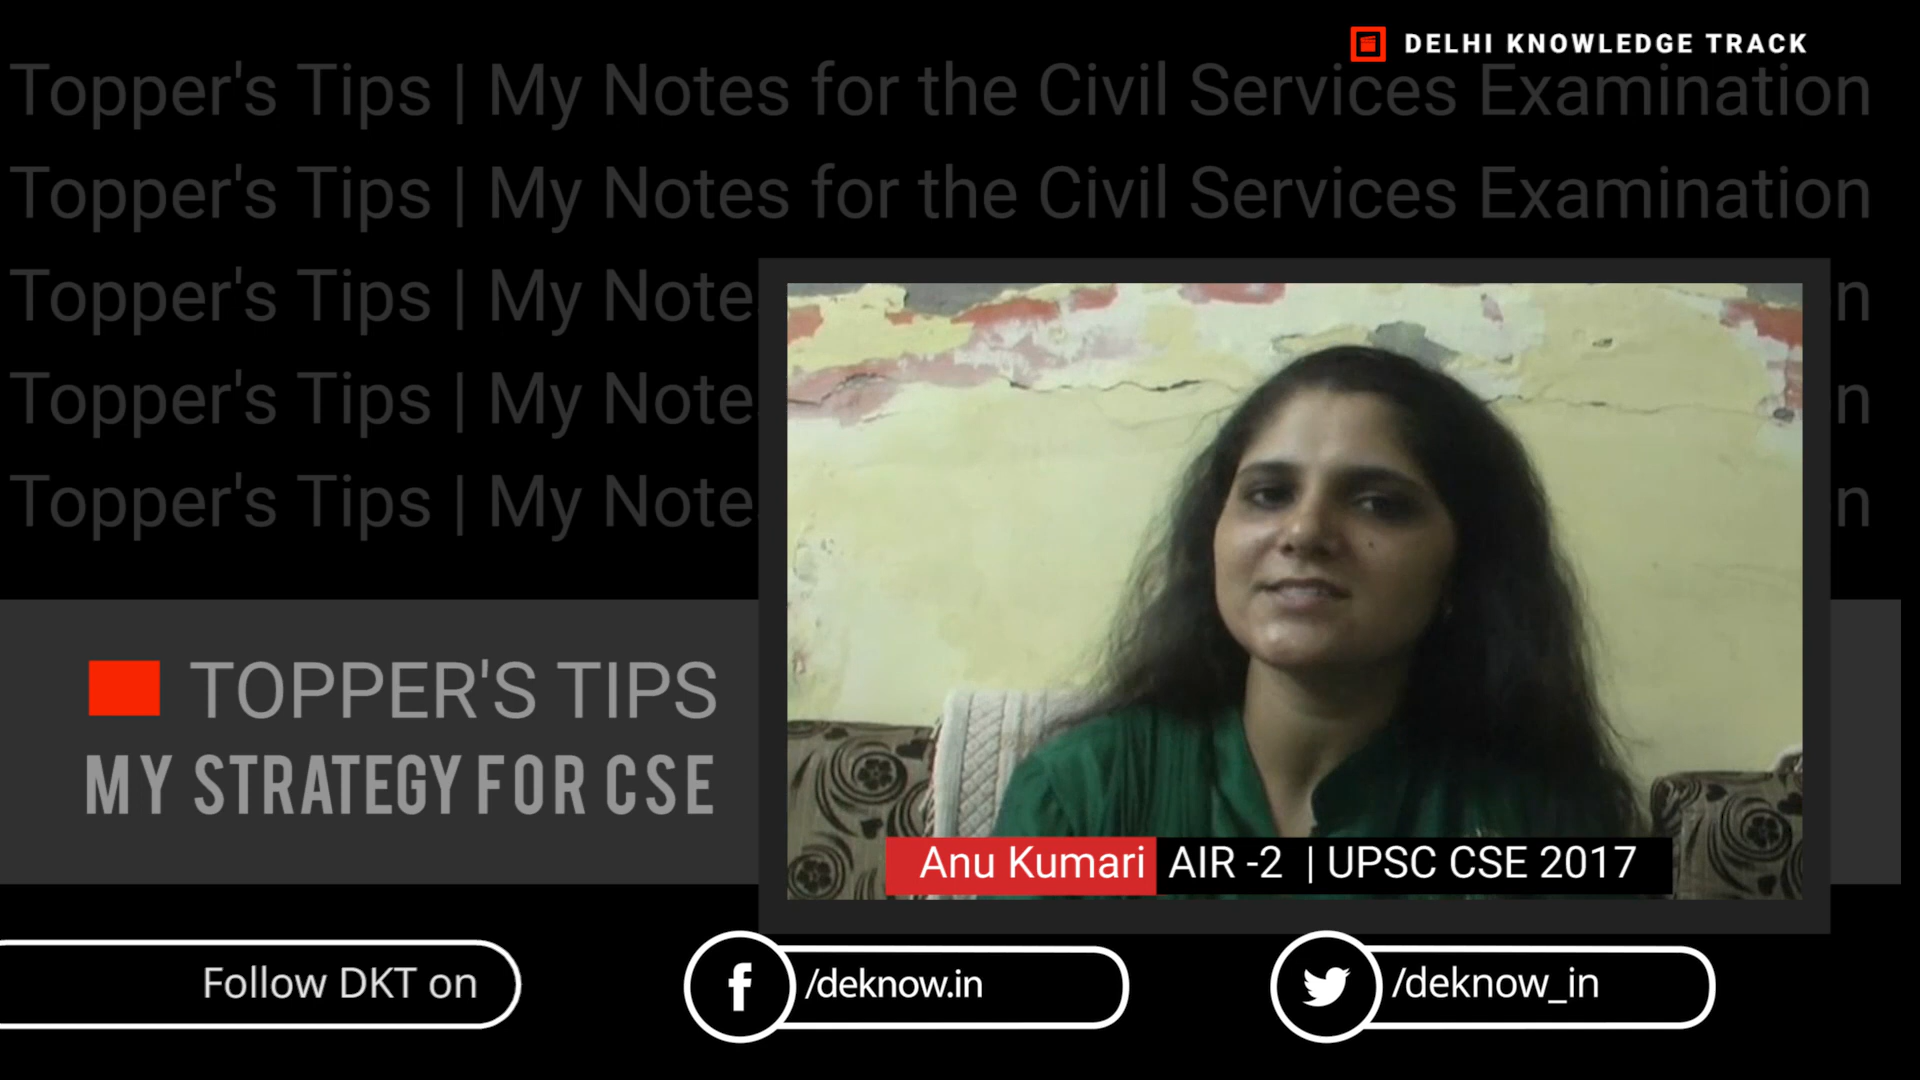 DELHI KNOWLEDGE TRACK
Topper's Tips | My Notes for the Civil Services Examination
Topper's Tips | My Notes for the Civil Services Examination
Topper's Tips | My Note n
Topper's Tips | My Note n
Topper's Tips | My Note n
TOPPER'S TIPS
MY STRATEGY FOR CSE
Anu Kumari AIR -2 | UPSC CSE 2017
Follow DKT on
/deknow.in
/deknow_in